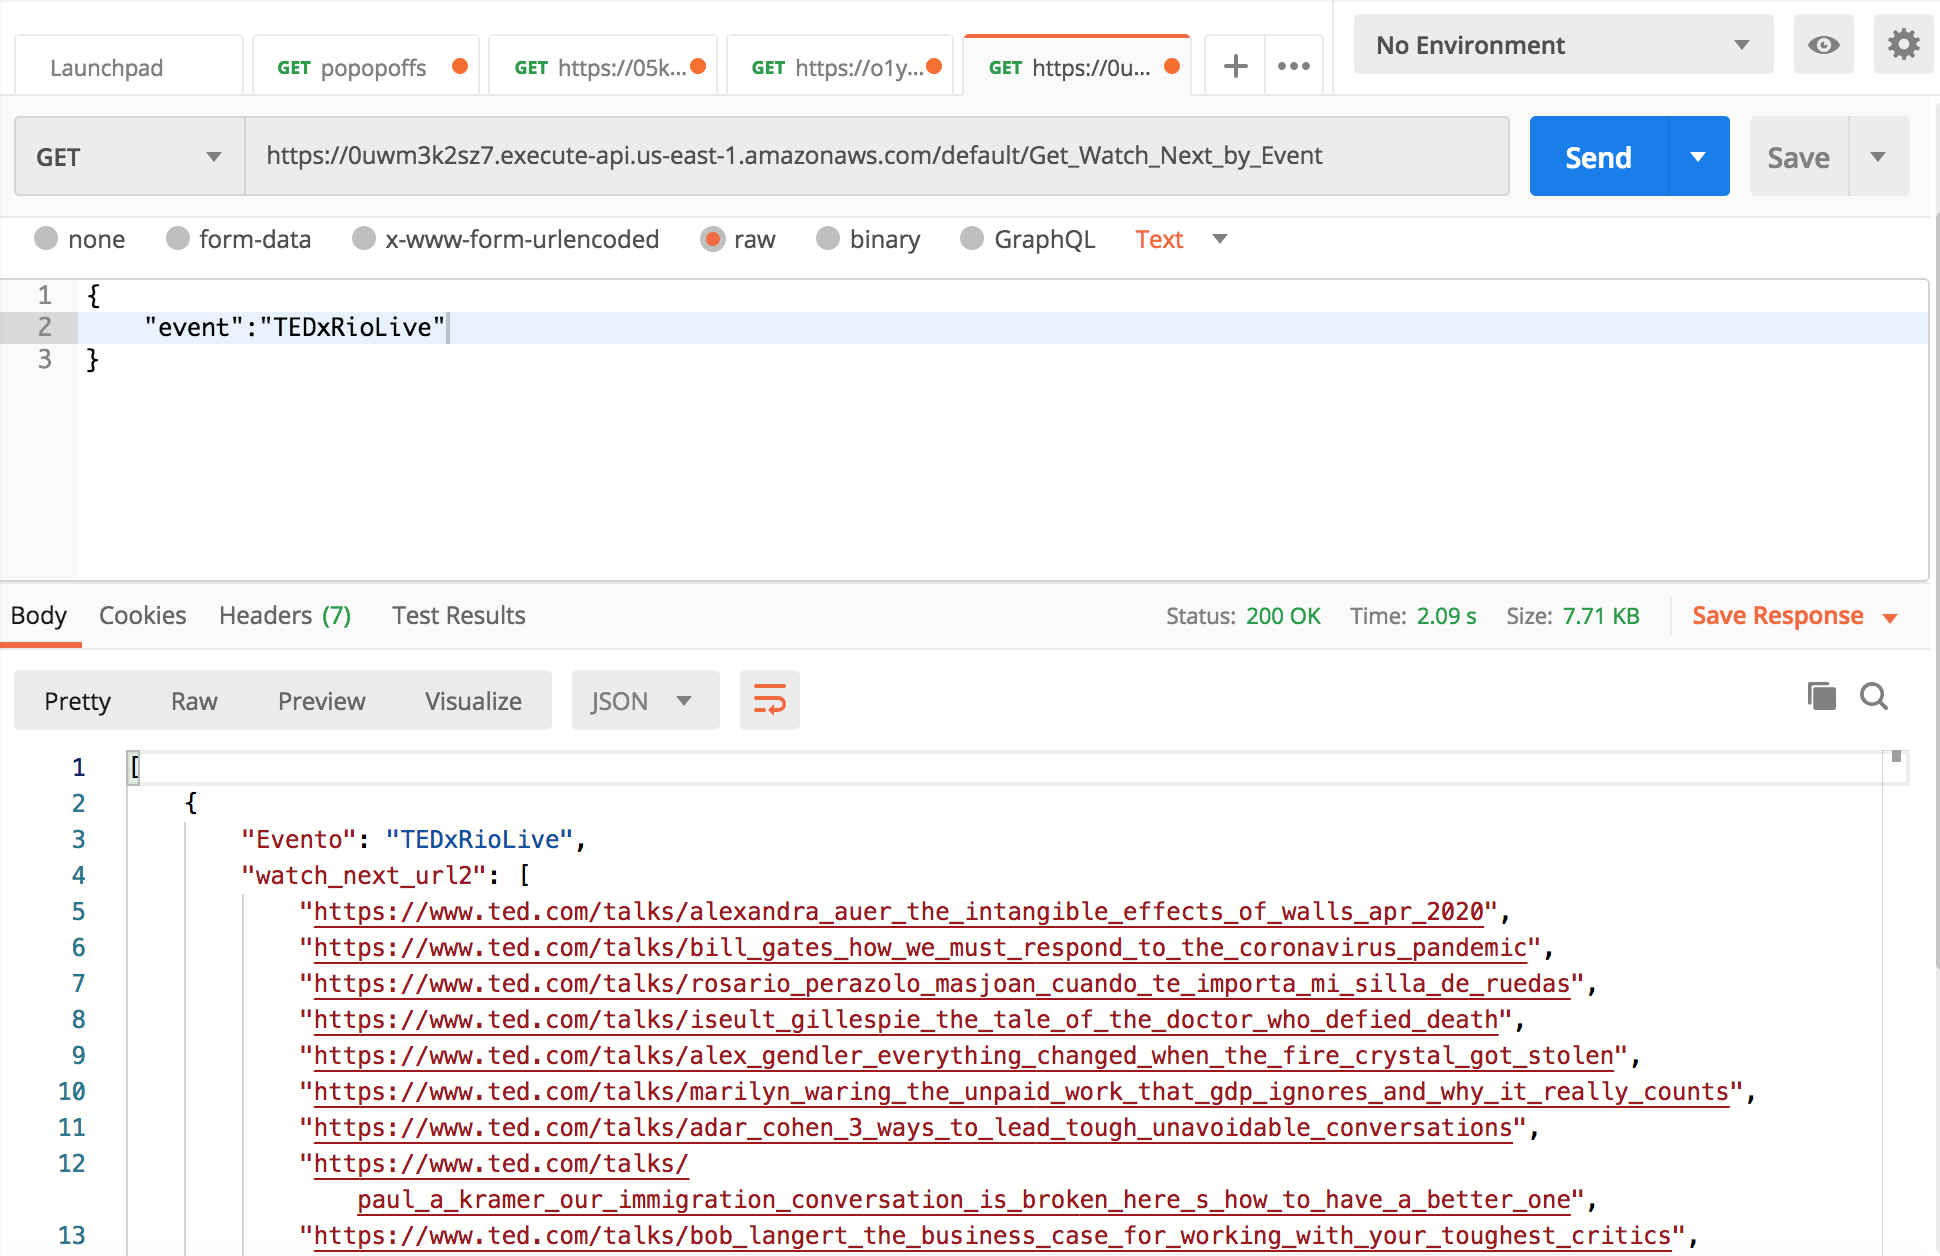 Launchpad
GET popopoffs
GET https://05k...
GET https://o1y...
GET https://0u...
No Environment
GET
https://0uwm3k2sz7.execute-api.us-east-1.amazonaws.com/default/Get_Watch_Next_by_Event
Send
Save
none
form-data
x-www-form-urlencoded
raw
binary
GraphQL
Text
1 {
2 "event":"TEDxRioLive"
3 }
Body
Cookies
Headers (7)
Test Results
Status: 200 OK
Time: 2.09 s
Size: 7.71 KB
Save Response
Pretty
Raw
Preview
Visualize
JSON
1 [
2 {
3 "Evento": "TEDxRioLive",
4 "watch_next_url2": [
5 "https://www.ted.com/talks/alexandra_auer_the_intangible_effects_of_walls_apr_2020",
6 "https://www.ted.com/talks/bill_gates_how_we_must_respond_to_the_coronavirus_pandemic",
7 "https://www.ted.com/talks/rosario_perazolo_masjoan_cuando_te_importa_mi_silla_de_ruedas",
8 "https://www.ted.com/talks/iseult_gillespie_the_tale_of_the_doctor_who_defied_death",
9 "https://www.ted.com/talks/alex_gendler_everything_changed_when_the_fire_crystal_got_stolen",
10 "https://www.ted.com/talks/marilyn_waring_the_unpaid_work_that_gdp_ignores_and_why_it_really_counts",
11 "https://www.ted.com/talks/adar_cohen_3_ways_to_lead_tough_unavoidable_conversations",
12 "https://www.ted.com/talks/
paul_a_kramer_our_immigration_conversation_is_broken_here_s_how_to_have_a_better_one",
13 "https://www.ted.com/talks/bob_langert_the_business_case_for_working_with_your_toughest_critics",